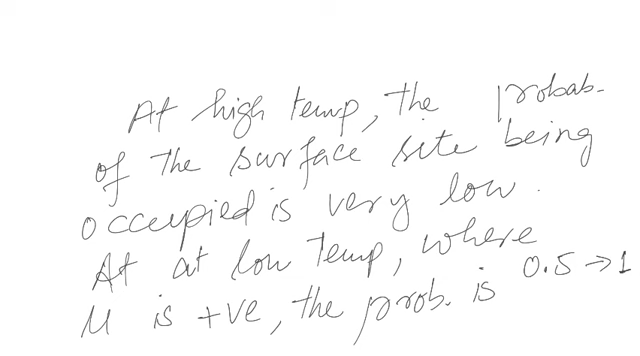 At high temp, the probab.
of the surface site being
occupied is very low.
At at low temp, where
μ is +ve, the prob. is 0.5 → 1